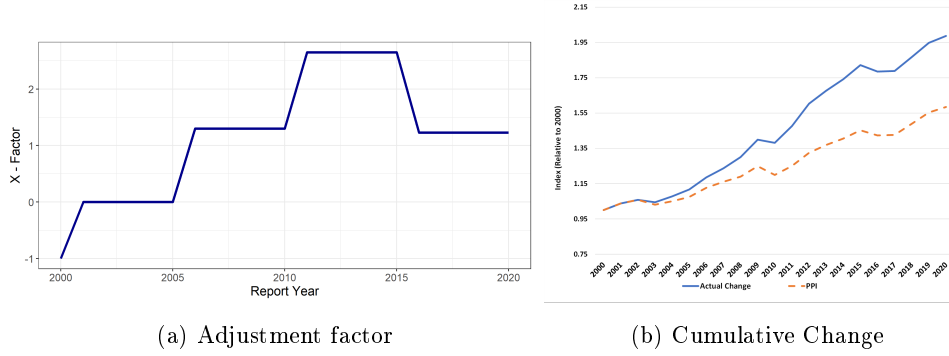 X - Factor
2
1
0
-1
2000 2005 2010 2015 2020
Report Year
(a) Adjustment factor
Index (Relative to 2000)
2.15
1.95
1.75
1.55
1.35
1.15
0.95
0.75
2000 2001 2002 2003 2004 2005 2006 2007 2008 2009 2010 2011 2012 2013 2014 2015 2016 2017 2018 2019 2020
Actual Change PPI
(b) Cumulative Change